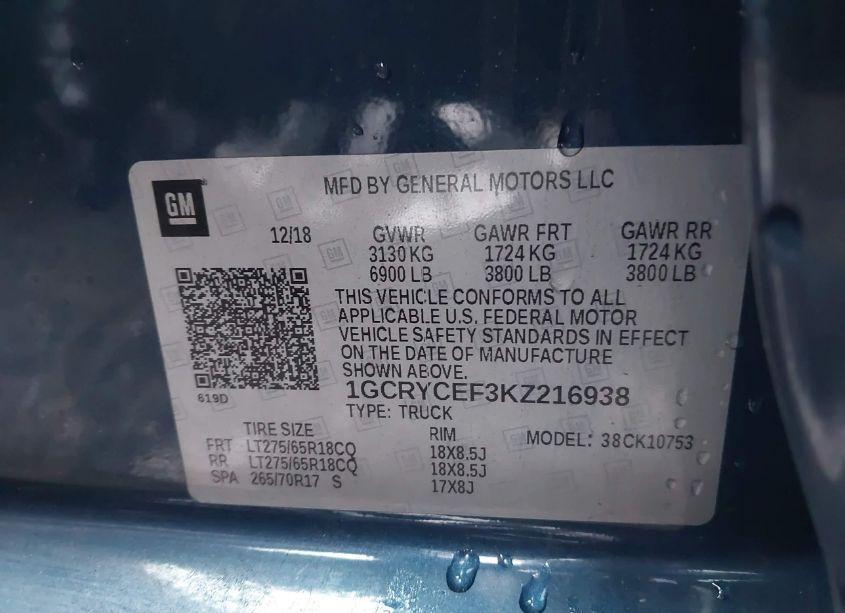 GM
MFD BY GENERAL MOTORS LLC
12/18 GVWR GAWR FRT GAWR RR
3130 KG 1724 KG 1724 KG
6900 LB 3800 LB 3800 LB
THIS VEHICLE CONFORMS TO ALL
APPLICABLE U.S. FEDERAL MOTOR
VEHICLE SAFETY STANDARDS IN EFFECT
ON THE DATE OF MANUFACTURE
SHOWN ABOVE.
619D
1GCRYCEF3KZ216938
TYPE: TRUCK
TIRE SIZE RIM MODEL: 38CK10753
FRT LT275/65R18CQ 18X8.5J
RR LT275/65R18CQ 18X8.5J
SPA 265/70R17 S 17X8J